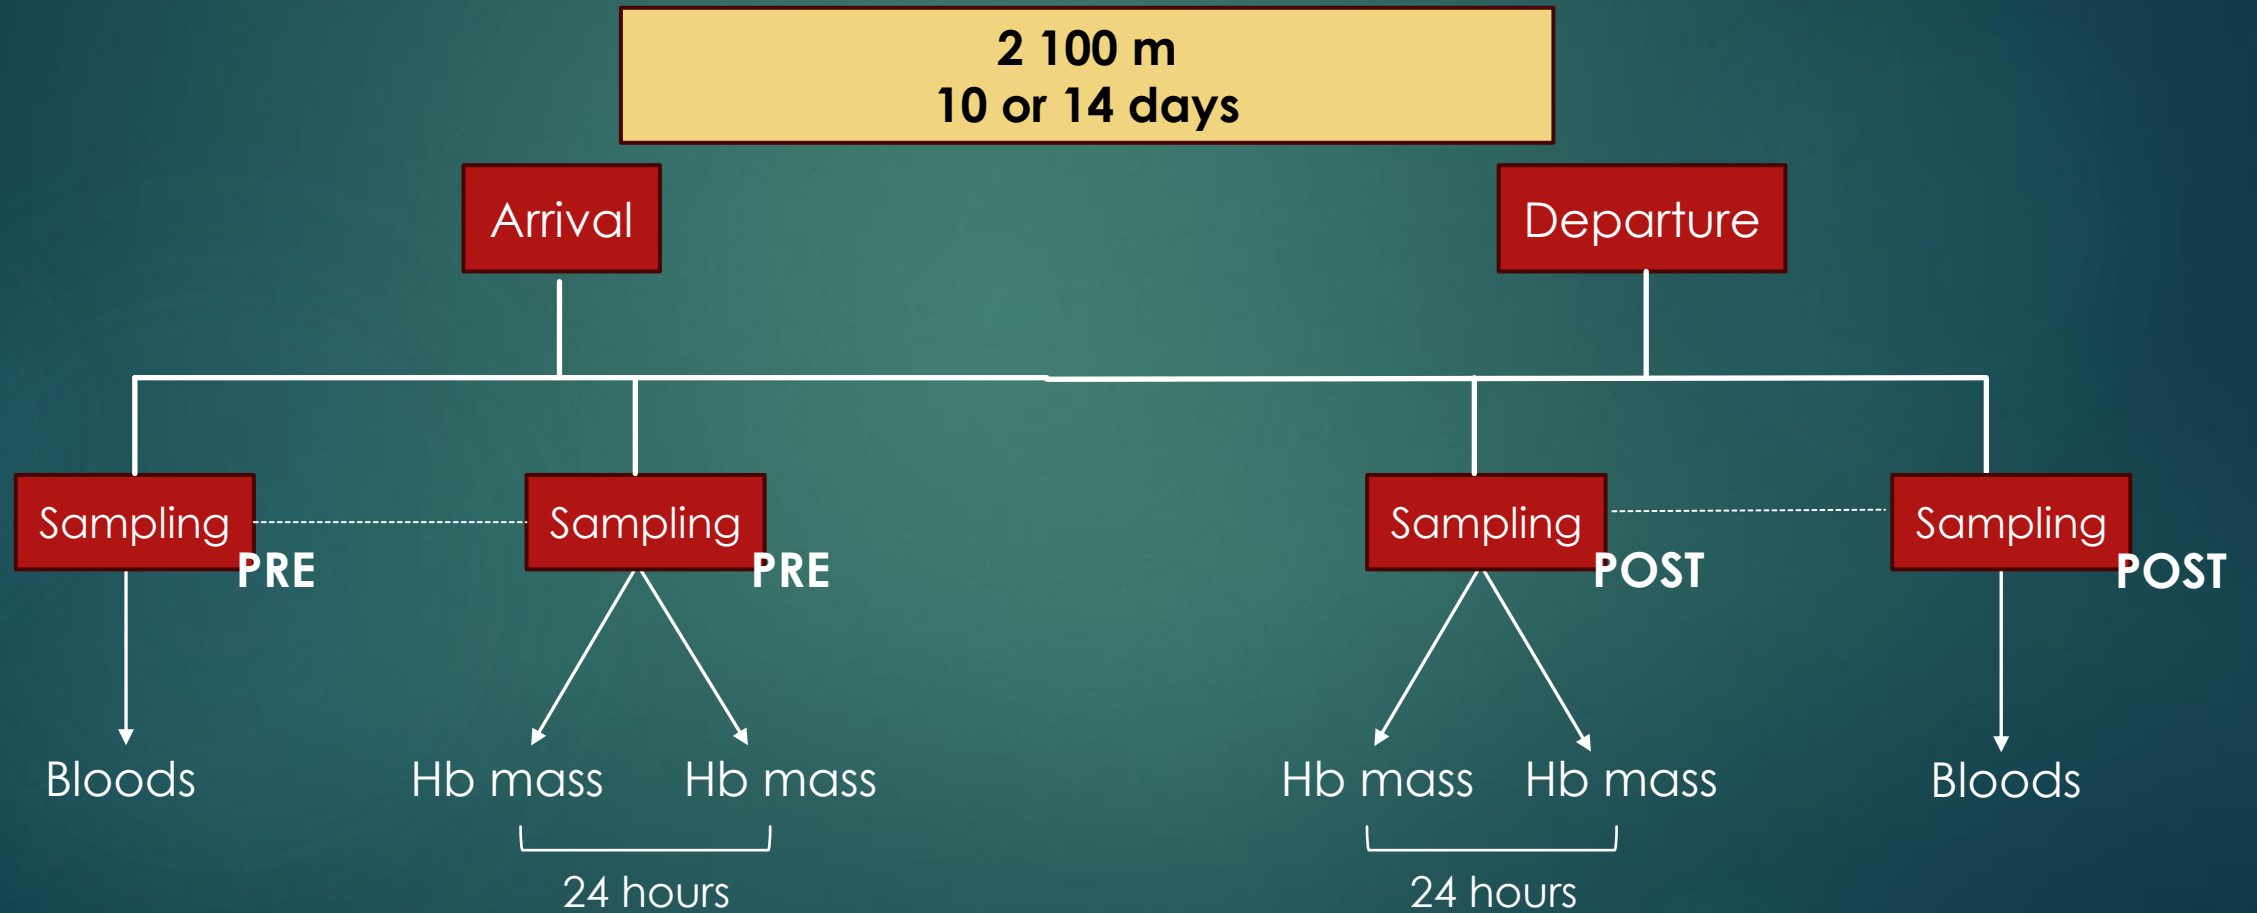 2 100 m
10 or 14 days
Arrival
Departure
Sampling
PRE
Sampling
PRE
Sampling
POST
Sampling
POST
Bloods
Hb mass
Hb mass
Hb mass
Hb mass
Bloods
24 hours
24 hours